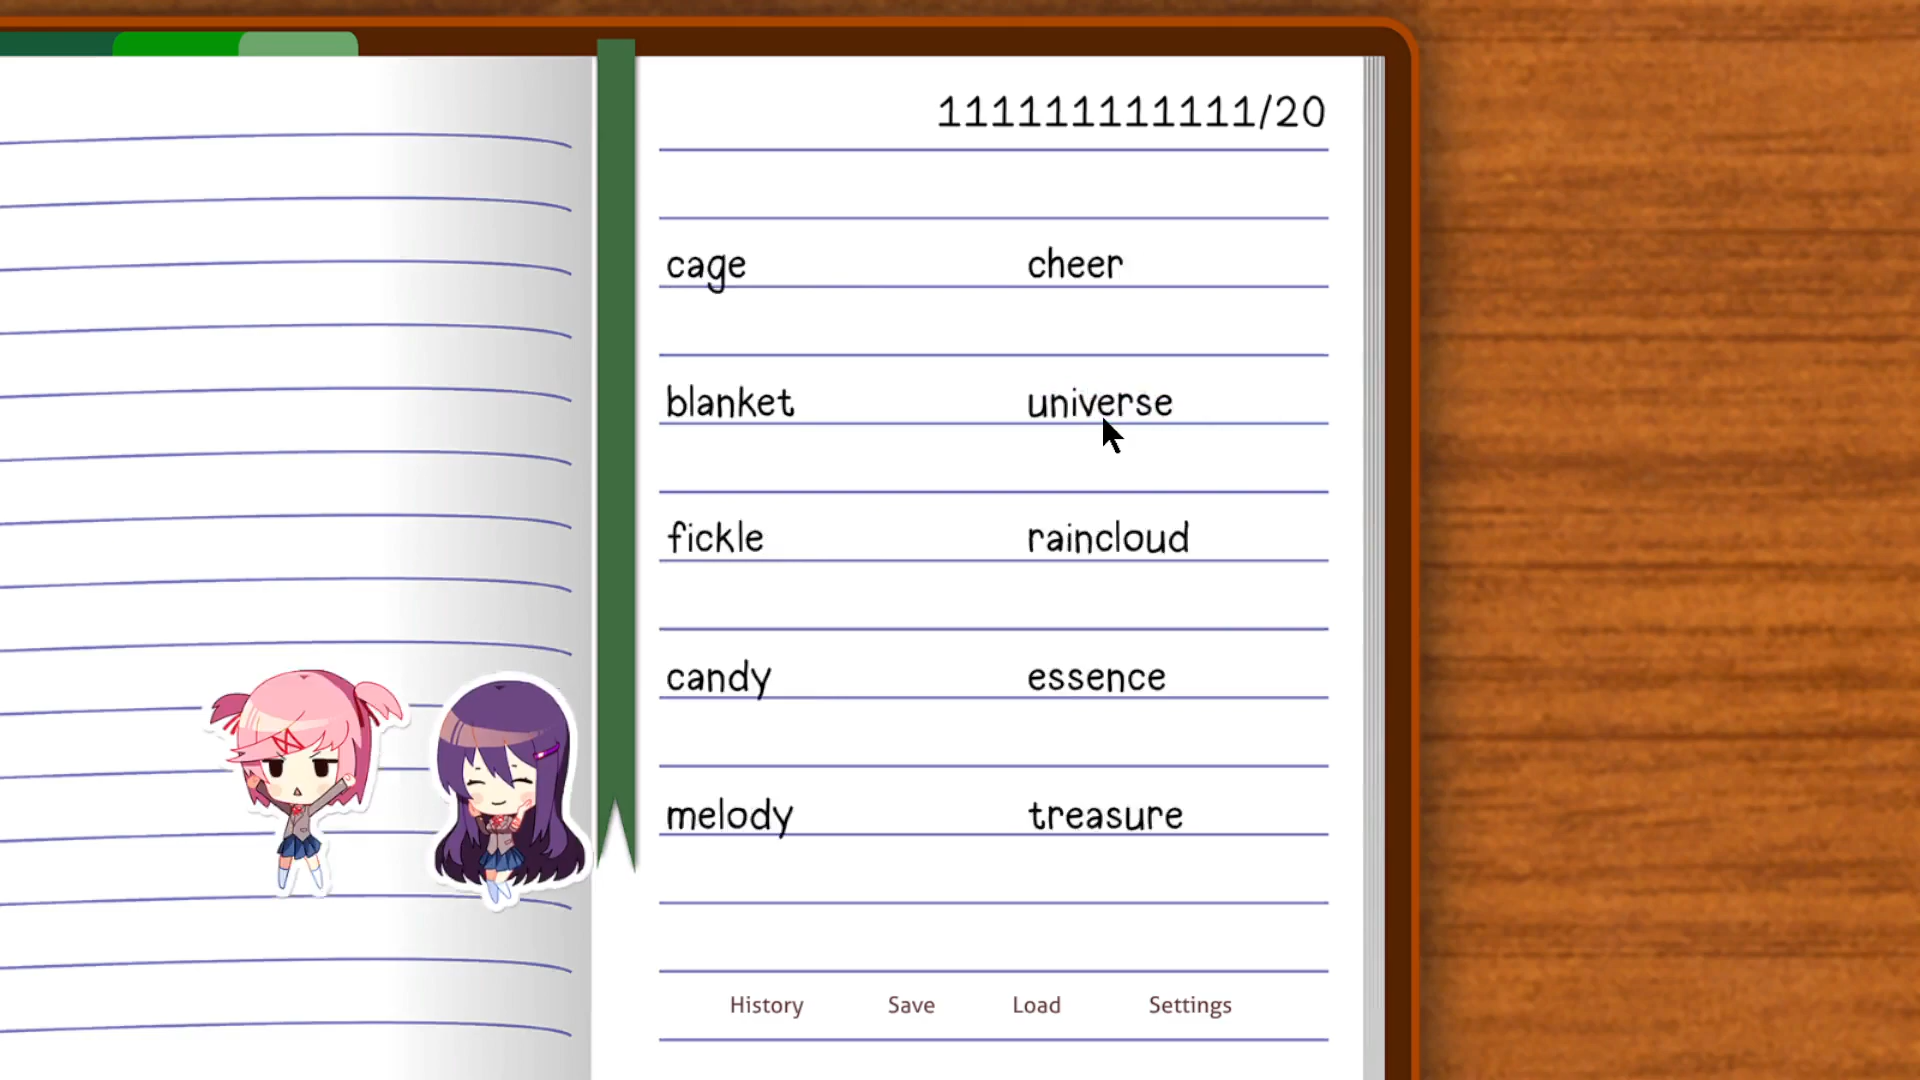 111111111111/20
cage cheer
blanket universe
fickle raincloud
candy essence
melody treasure
History Save Load Settings